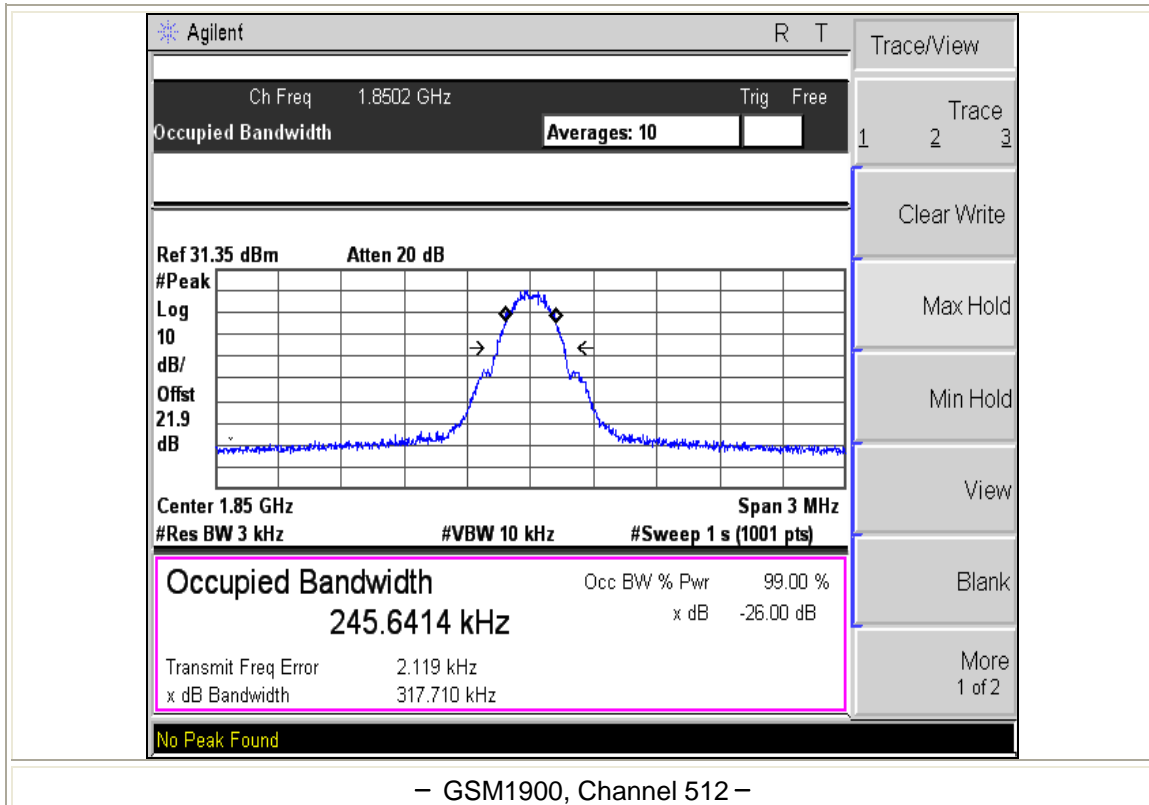 Agilent R T
Trace/View
Ch Freq 1.8502 GHz Trig Free
Occupied Bandwidth Averages: 10
Trace
1 2 3
Clear Write
Ref 31.35 dBm Atten 20 dB
#Peak
Log
10
dB/
Offst
21.9
dB
Max Hold
Min Hold
View
Center 1.85 GHz Span 3 MHz
#Res BW 3 kHz #VBW 10 kHz #Sweep 1 s (1001 pts)
Occupied Bandwidth Occ BW % Pwr 99.00 %
245.6414 kHz x dB -26.00 dB
Blank
Transmit Freq Error 2.119 kHz
x dB Bandwidth 317.710 kHz
More
1 of 2
No Peak Found
– GSM1900, Channel 512 –